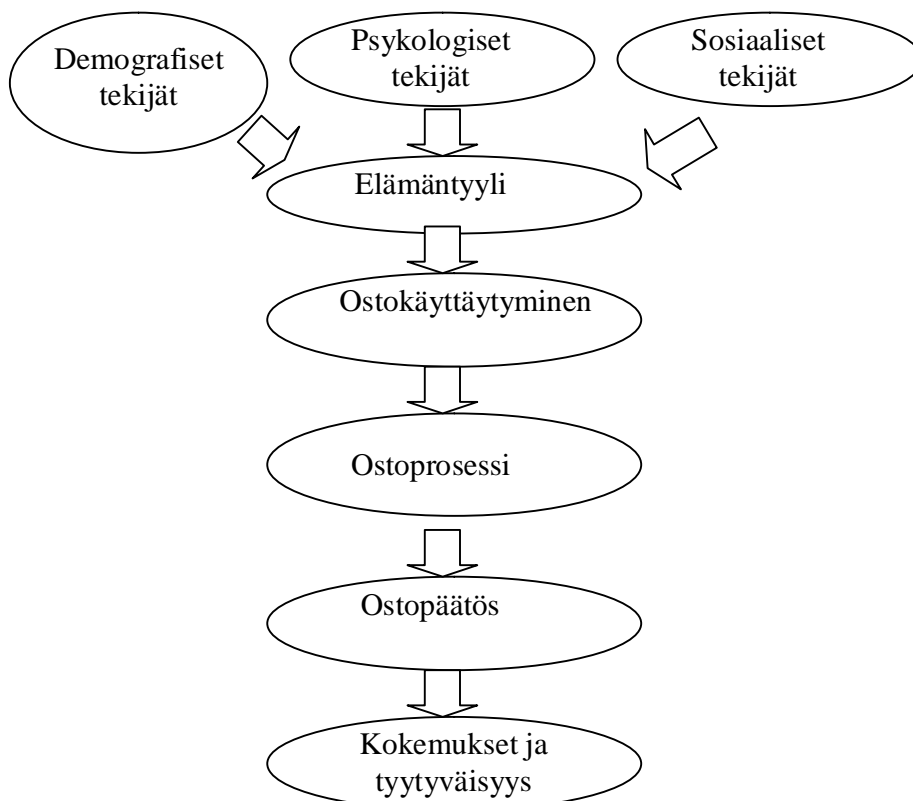 Demografiset
tekijät
Psykologiset
tekijät
Sosiaaliset
tekijät
Elämäntyyli
Ostokäyttäytyminen
Ostoprosessi
Ostopäätös
Kokemukset ja
tyytyväisyys